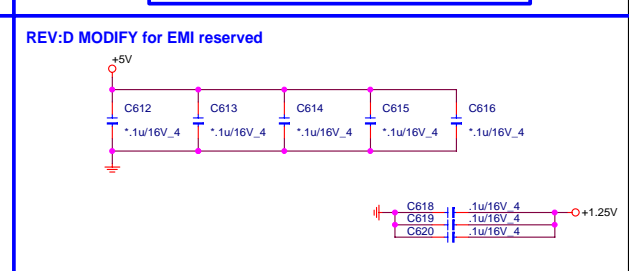 REV:D MODIFY for EMI reserved
+5V
C612 C613 C614 C615 C616
*.1u/16V_4 *.1u/16V_4 *.1u/16V_4 *.1u/16V_4 *.1u/16V_4
C618 .1u/16V_4
+1.25V
C619 .1u/16V_4
C620 .1u/16V_4